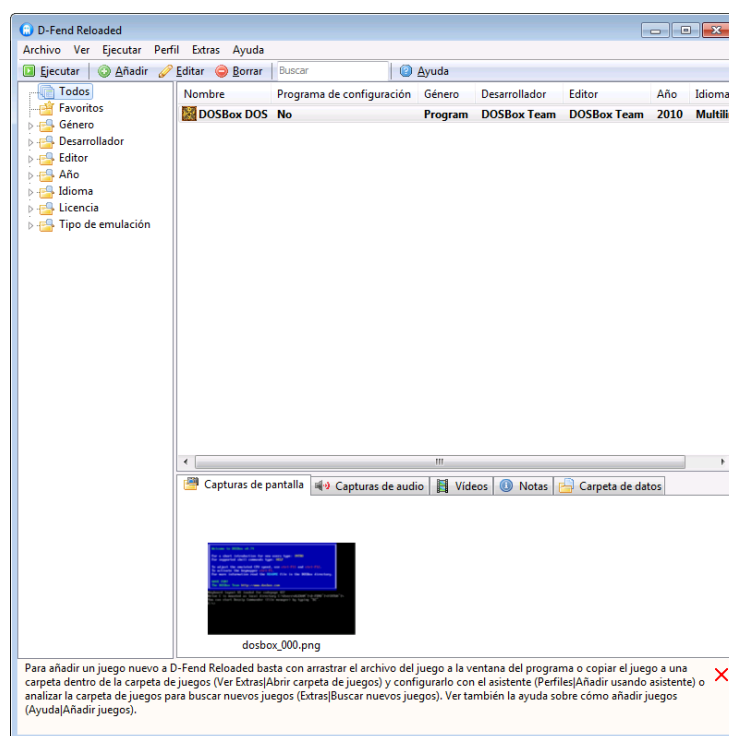 D-Fend Reloaded
Archivo Ver Ejecutar Perfil Extras Ayuda
Ejecutar Añadir Editar Borrar Buscar Ayuda
Todos
Favoritos
Género
Desarrollador
Editor
Año
Idioma
Licencia
Tipo de emulación
Nombre Programa de configuración Género Desarrollador Editor Año Idioma
DOSBox DOS No Program DOSBox Team DOSBox Team 2010 Multili
Capturas de pantalla Capturas de audio Vídeos Notas Carpeta de datos
dosbox_000.png
Para añadir un juego nuevo a D-Fend Reloaded basta con arrastrar el archivo del juego a la ventana del programa o copiar el juego a una
carpeta dentro de la carpeta de juegos (Ver Extras|Abrir carpeta de juegos) y configurarlo con el asistente (Perfiles|Añadir usando asistente) o
analizar la carpeta de juegos para buscar nuevos juegos (Extras|Buscar nuevos juegos). Ver también la ayuda sobre cómo añadir juegos
(Ayuda|Añadir juegos).